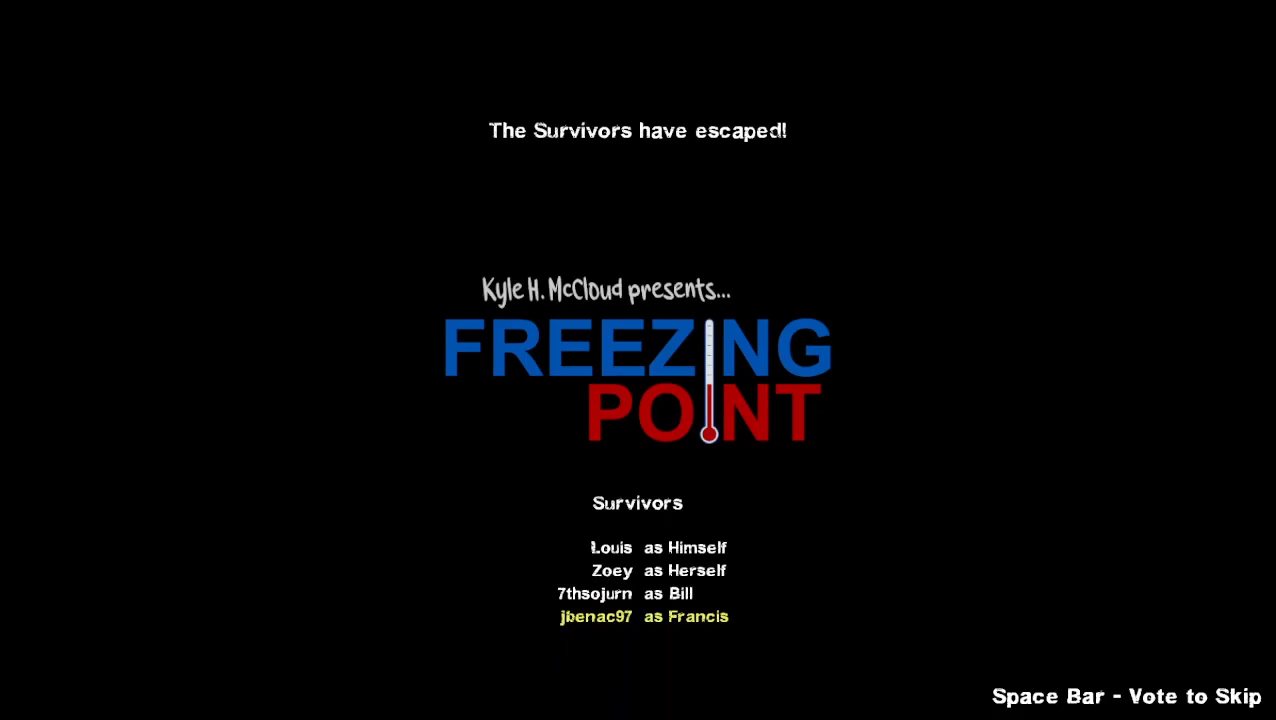 The Survivors have escaped!
Kyle H. McCloud presents...
FREEZING
POINT
Survivors
Louis as Himself
Zoey as Herself
7thsojurn as Bill
jbenac97 as Francis
Space Bar - Vote to Skip